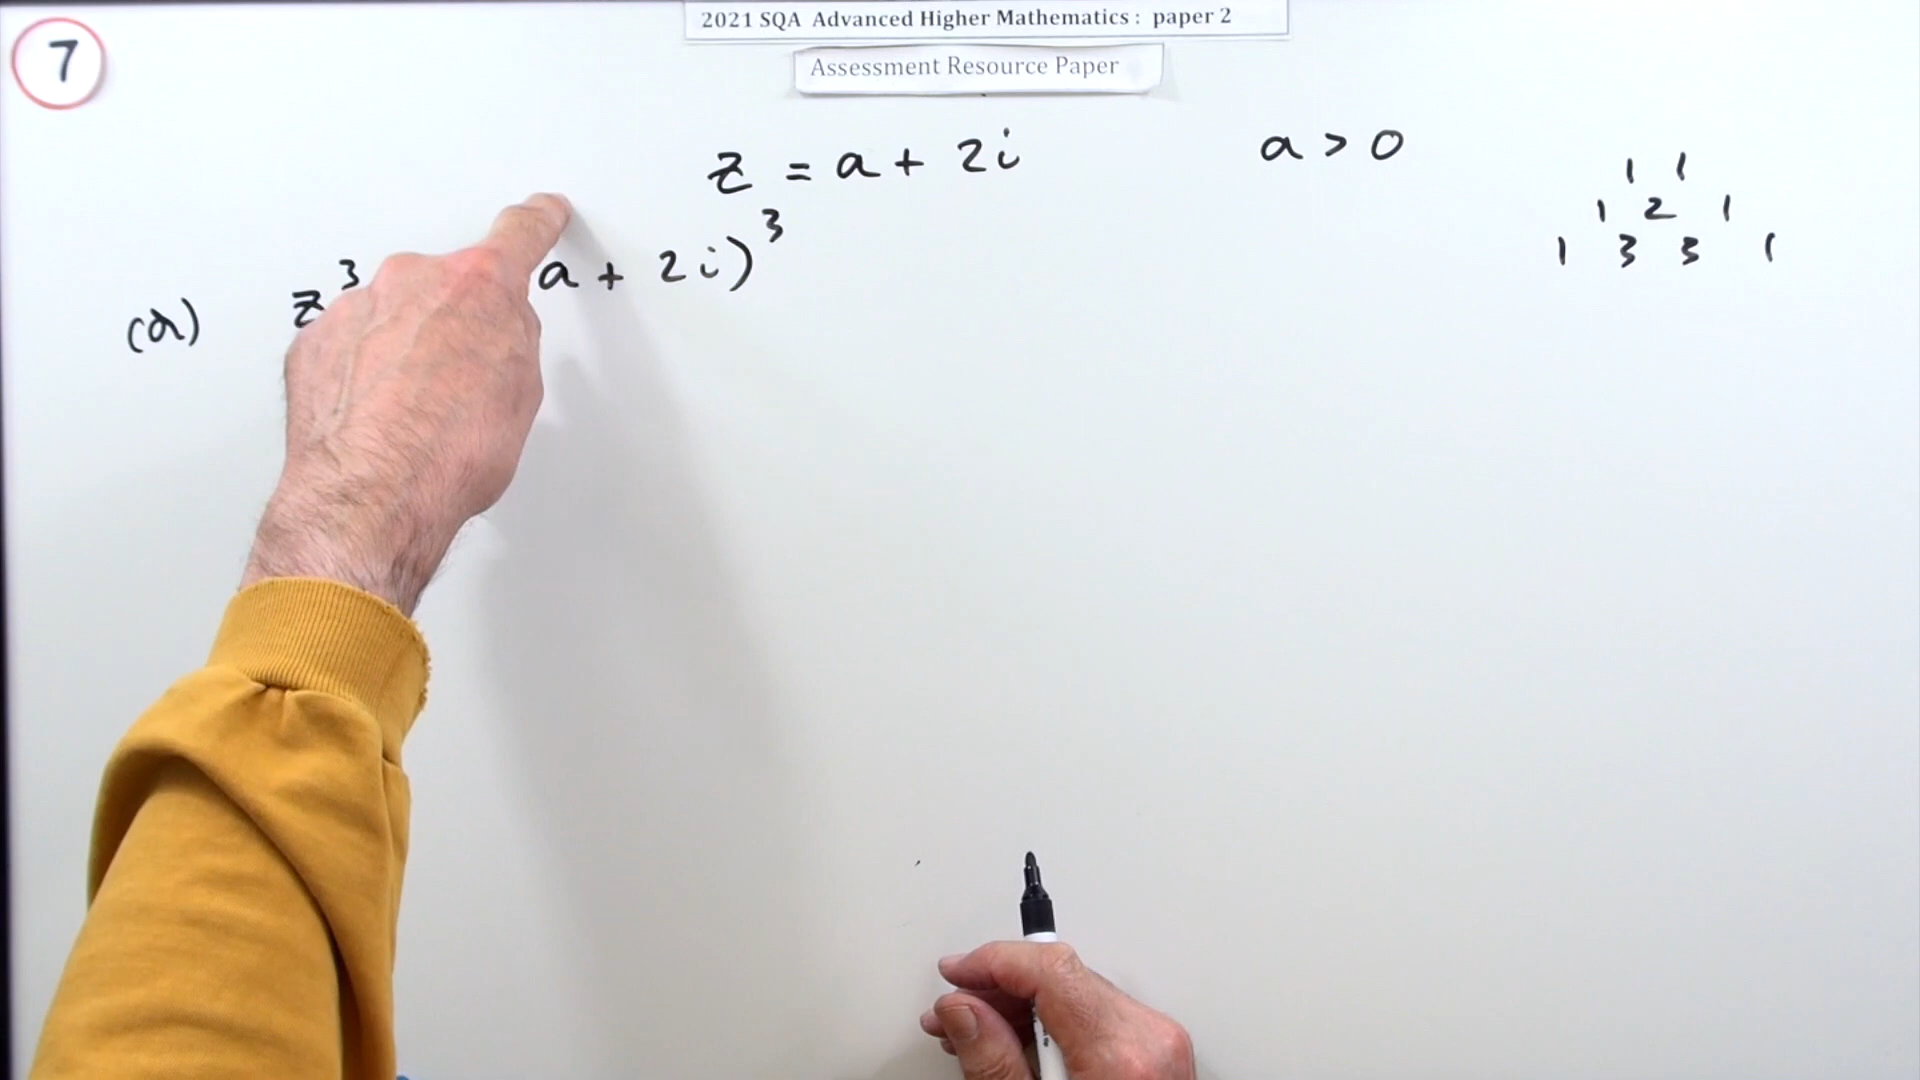 7
2021 SQA Advanced Higher Mathematics : paper 2
Assessment Resource Paper
z = a + 2i
a > 0
1 1
1 2 1
1 3 3 1
(a) z³ a + 2i)³